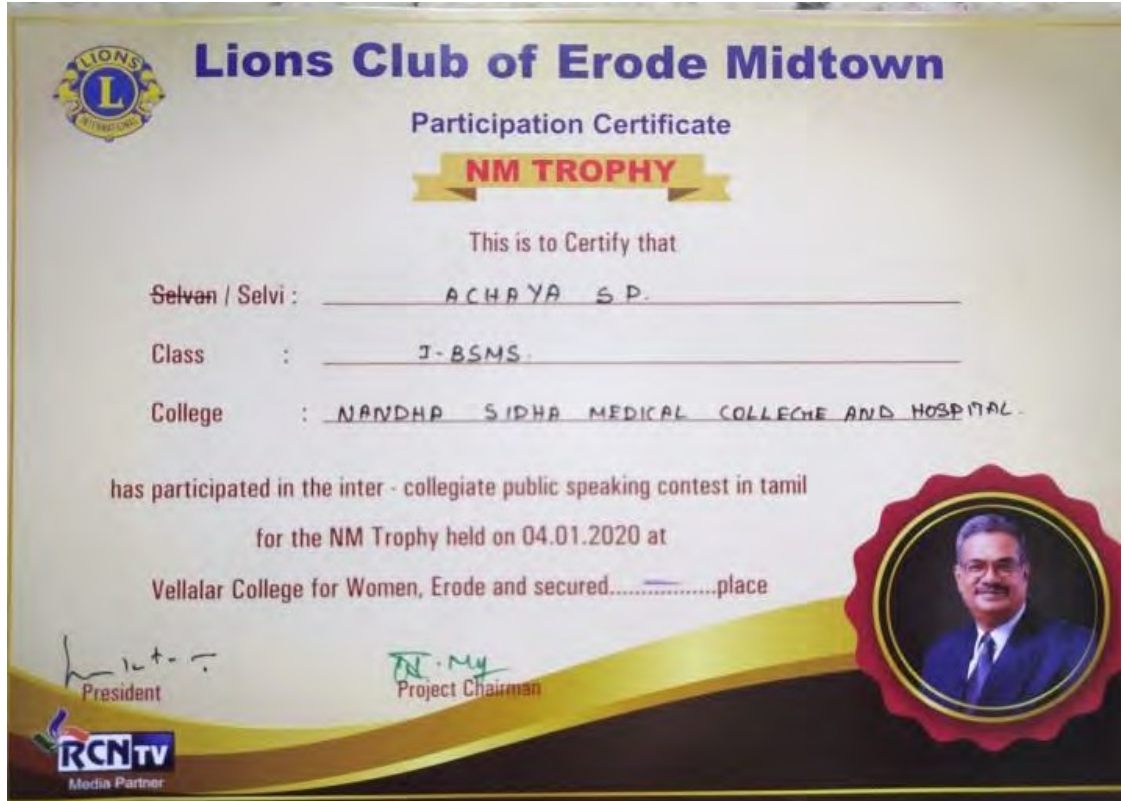 LIONS
L
INTERNATIONAL
Lions Club of Erode Midtown
Participation Certificate
NM TROPHY
This is to Certify that
Selvan / Selvi : ACHAYA S P.
Class : I-BSMS.
College : NANDHA SIDHA MEDICAL COLLEGE AND HOSPITAL.
has participated in the inter - collegiate public speaking contest in tamil
for the NM Trophy held on 04.01.2020 at
Vellalar College for Women, Erode and secured.................place
President
Project Chairman
RCNTV
Media Partner